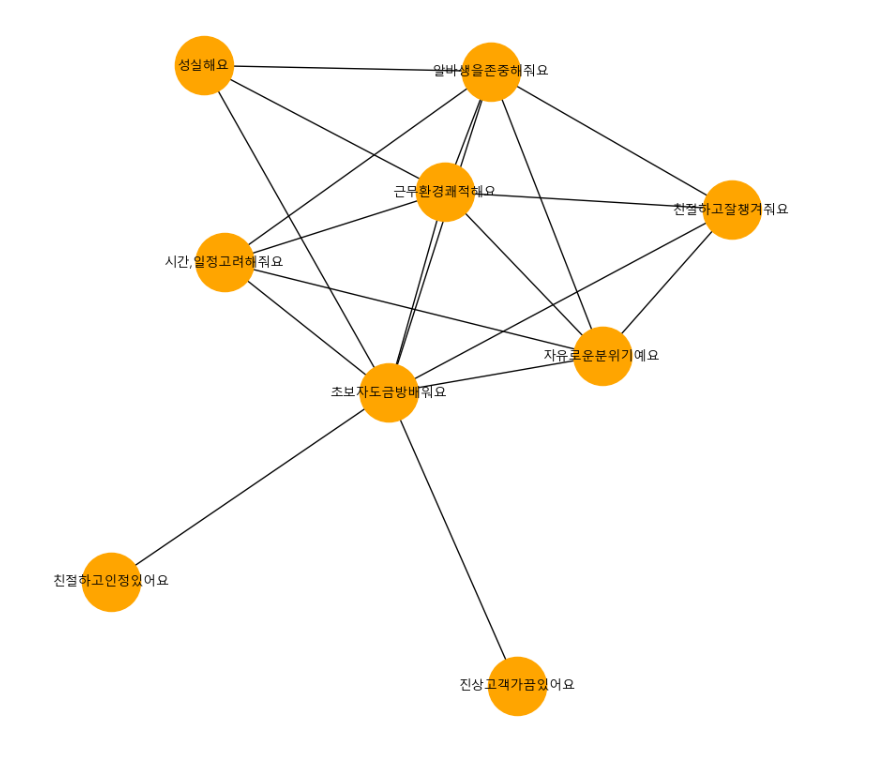 성실해요
알바생을존중해줘요
근무환경쾌적해요
친절하고잘챙겨줘요
시간,일정고려해줘요
자유로운분위기예요
초보자도금방배워요
친절하고인정있어요
진상고객가끔있어요